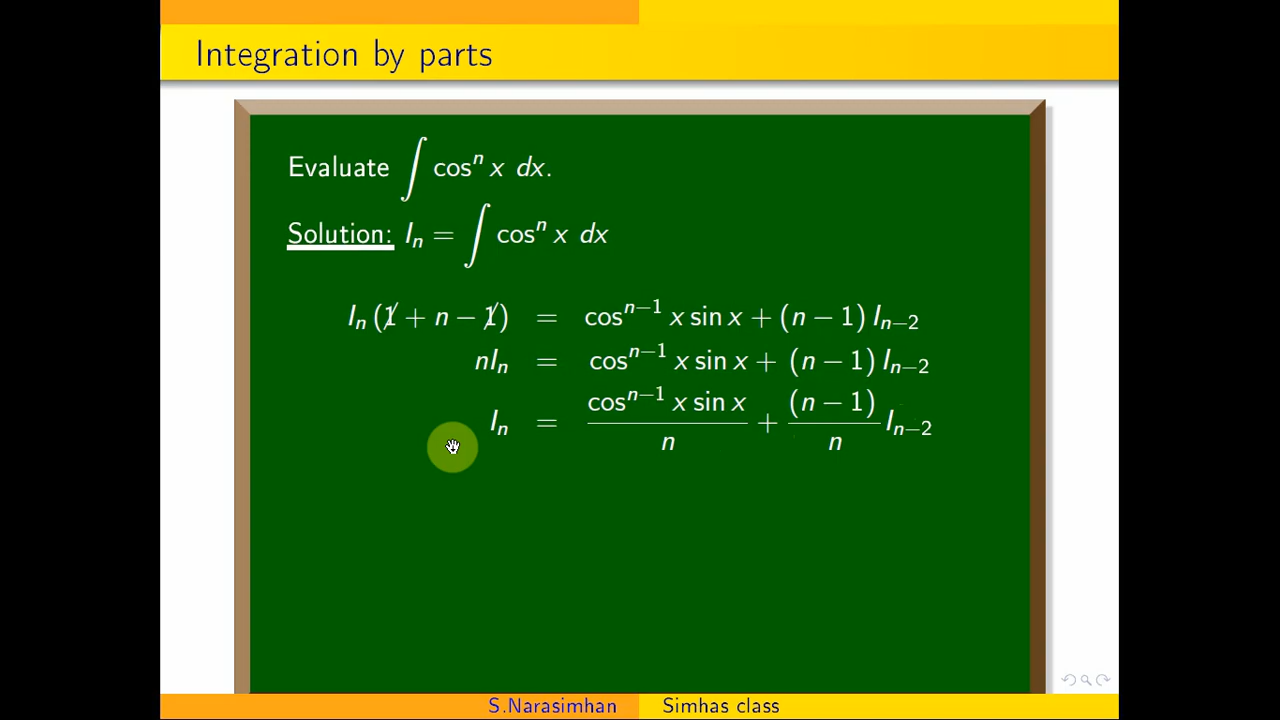 Integration by parts
Evaluate ∫ cosⁿ x dx.
Solution: Iₙ = ∫ cosⁿ x dx
Iₙ (1̸ + n − 1̸) = cosⁿ⁻¹ x sin x + (n − 1) Iₙ₋₂
nIₙ = cosⁿ⁻¹ x sin x + (n − 1) Iₙ₋₂
Iₙ = cosⁿ⁻¹ x sin x / n + (n − 1) / n Iₙ₋₂
S.Narasimhan Simhas class